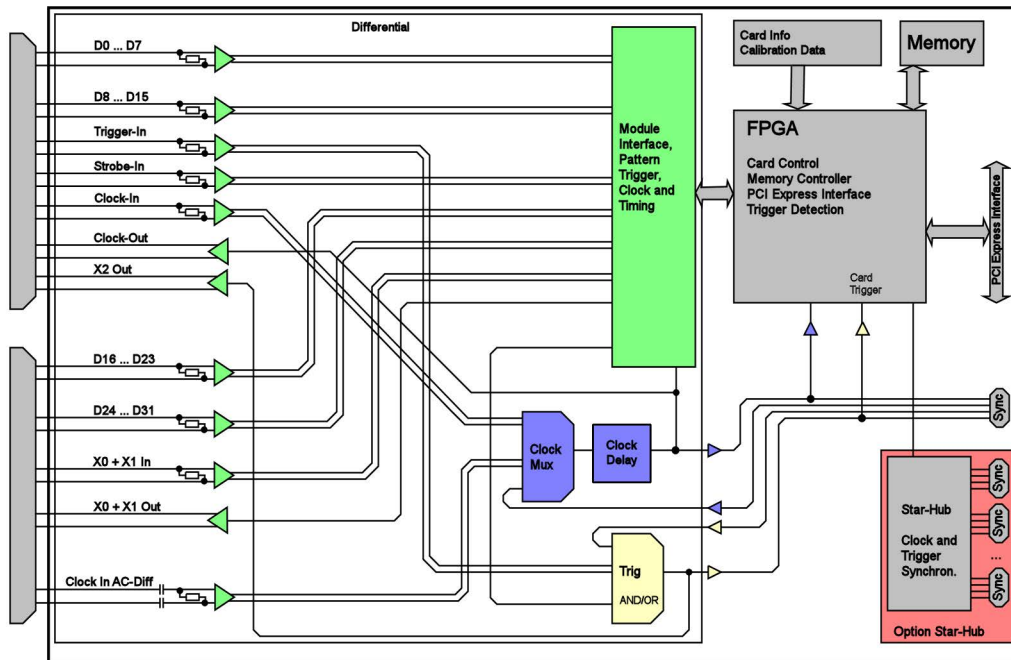 Differential
D0 ... D7
D8 ... D15
Trigger-In
Strobe-In
Clock-In
Clock-Out
X2 Out
D16 ... D23
D24 ... D31
X0 + X1 In
X0 + X1 Out
Clock In AC-Diff
Module
Interface,
Pattern
Trigger,
Clock and
Timing
Clock
Mux
Clock
Delay
Trig
AND/OR
Card Info
Calibration Data
Memory
FPGA
Card Control
Memory Controller
PCI Express Interface
Trigger Detection
Card
Trigger
PCI Express Interface
Sync
Star-Hub
Clock and
Trigger
Synchron.
Sync
Sync
...
Sync
Option Star-Hub